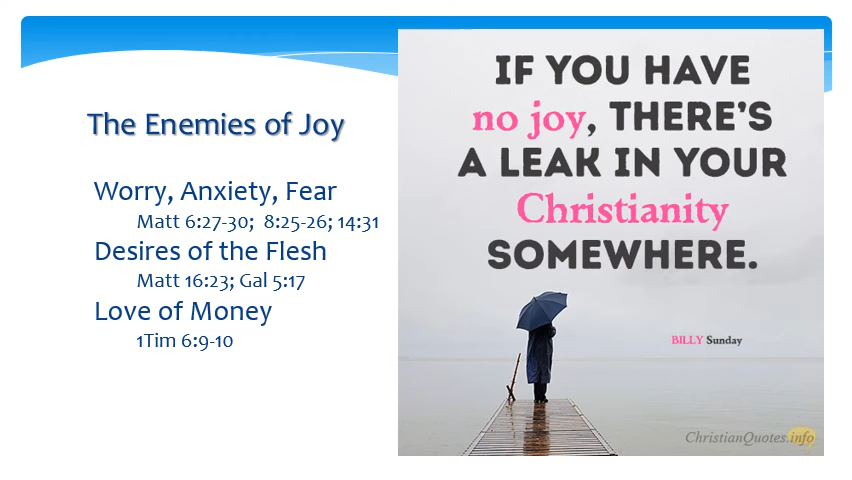 The Enemies of Joy
Worry, Anxiety, Fear
Matt 6:27-30;  8:25-26; 14:31
Desires of the Flesh
Matt 16:23; Gal 5:17
Love of Money
1Tim 6:9-10
IF YOU HAVE
no joy, THERE'S
A LEAK IN YOUR
Christianity
SOMEWHERE.
BILLY Sunday
ChristianQuotes.info